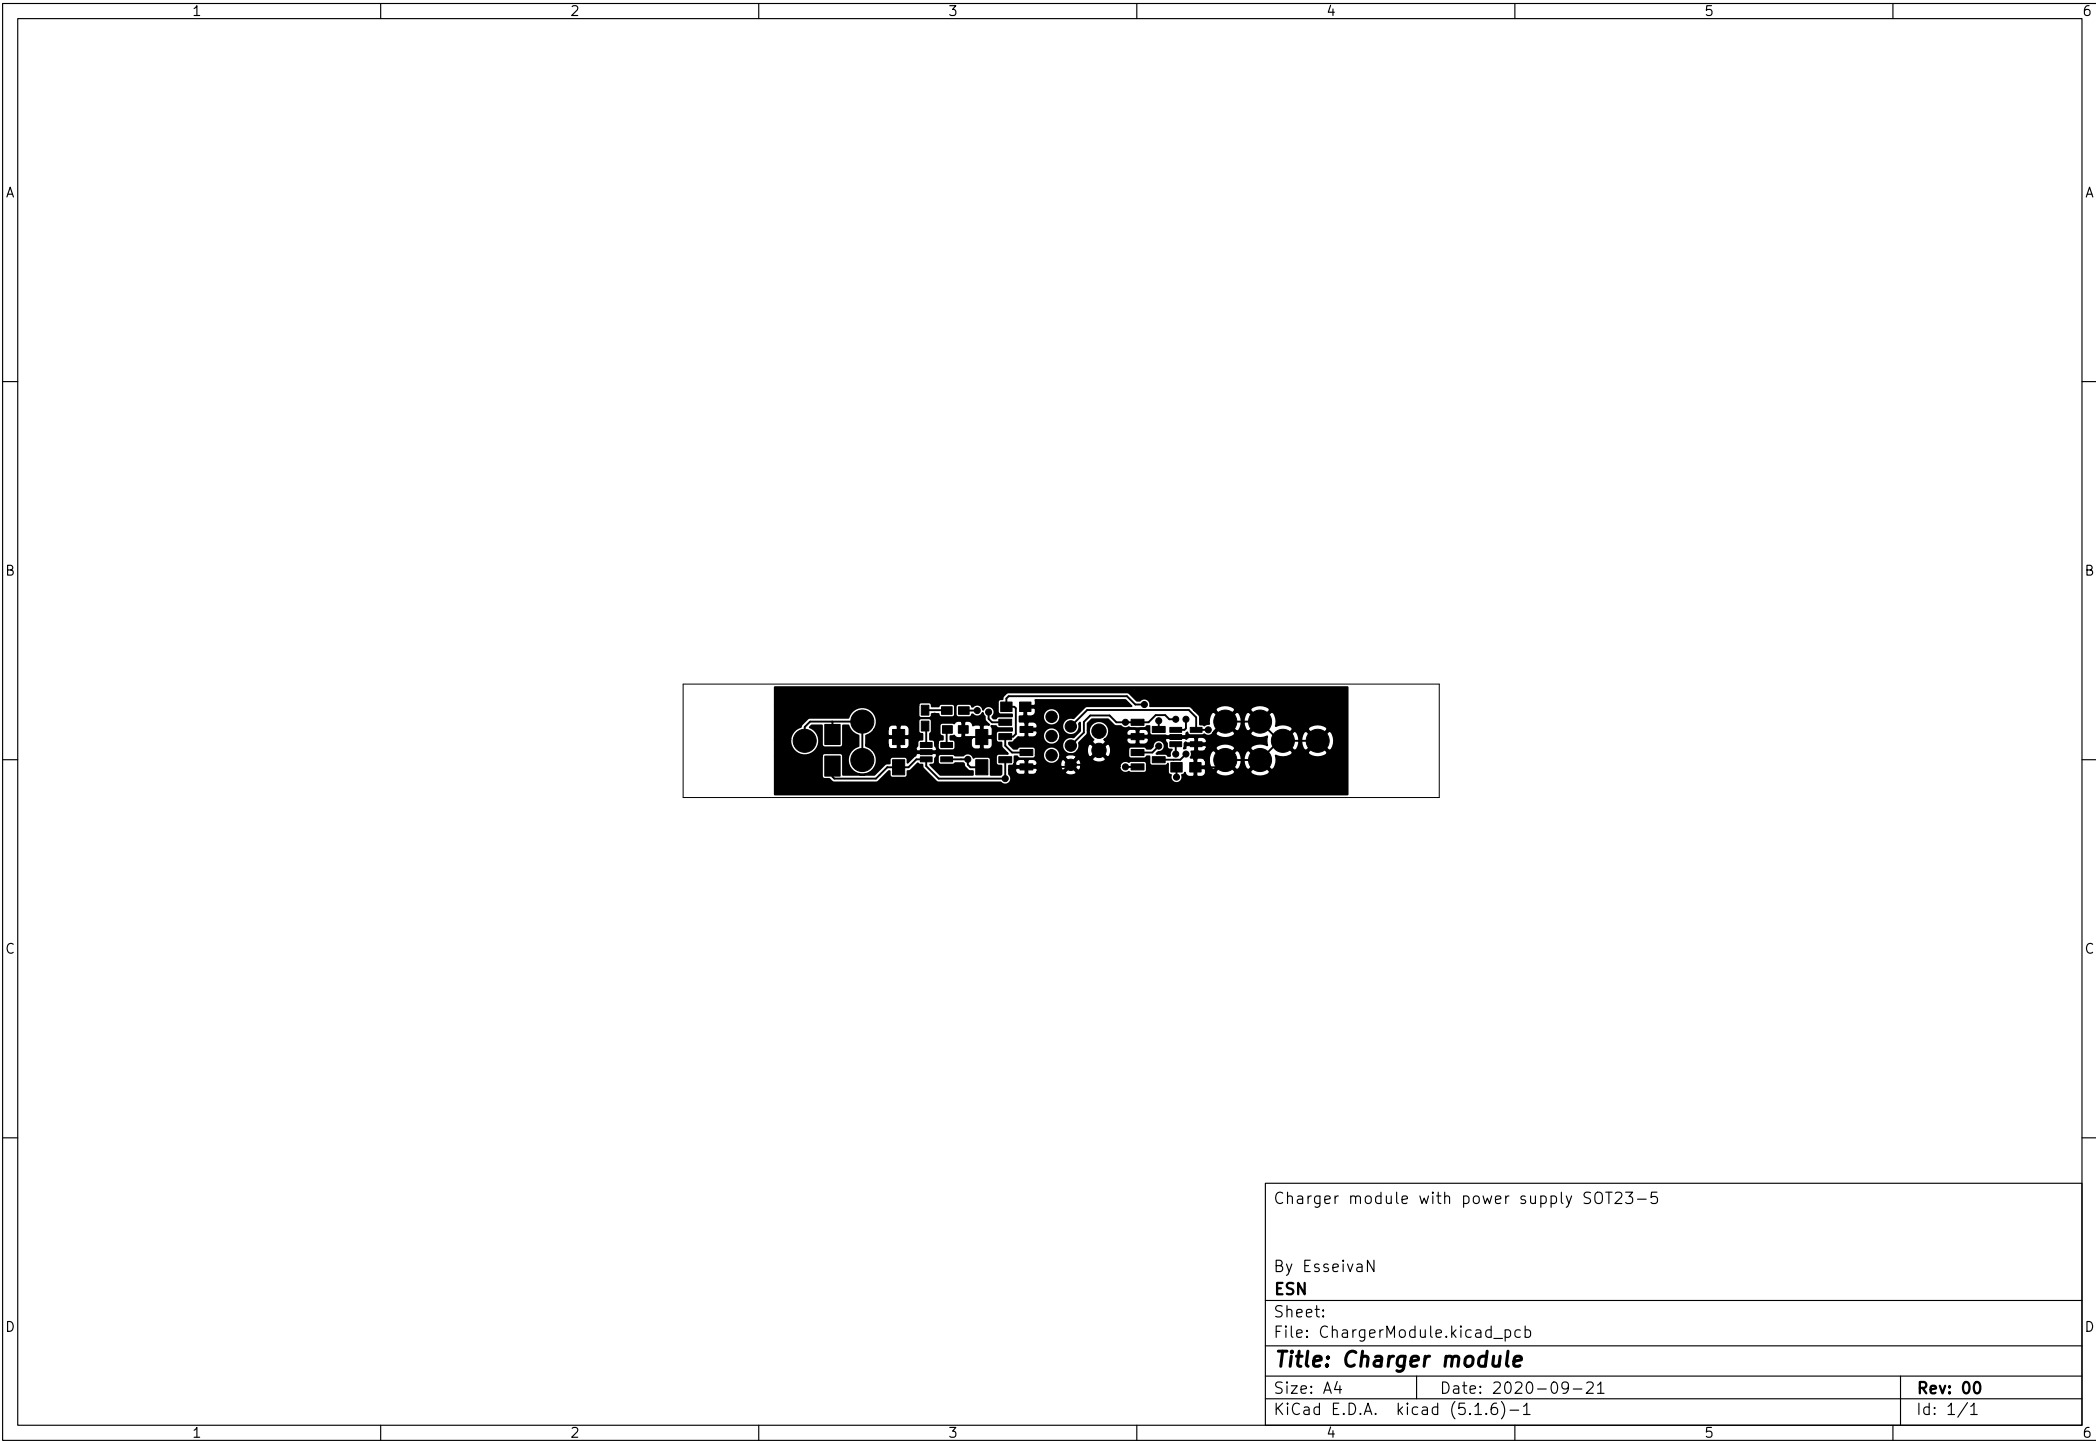 1 2 3 4 5 6
A A
B B
C C
Charger module with power supply SOT23-5
By EsseivaN
ESN
Sheet:
File: ChargerModule.kicad_pcb
D D
Title: Charger module
Size: A4 Date: 2020-09-21 Rev: 00
KiCad E.D.A. kicad (5.1.6)-1 Id: 1/1
1 2 3 4 5 6